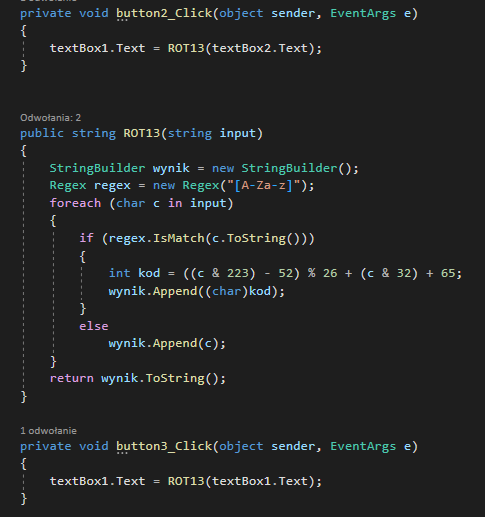 private void button2_Click(object sender, EventArgs e)
{
textBox1.Text = ROT13(textBox2.Text);
}
Odwołania: 2
public string ROT13(string input)
{
StringBuilder wynik = new StringBuilder();
Regex regex = new Regex("[A-Za-z]");
foreach (char c in input)
{
if (regex.IsMatch(c.ToString()))
{
int kod = ((c & 223) - 52) % 26 + (c & 32) + 65;
wynik.Append((char)kod);
}
else
wynik.Append(c);
}
return wynik.ToString();
}
1 odwołanie
private void button3_Click(object sender, EventArgs e)
{
textBox1.Text = ROT13(textBox1.Text);
}